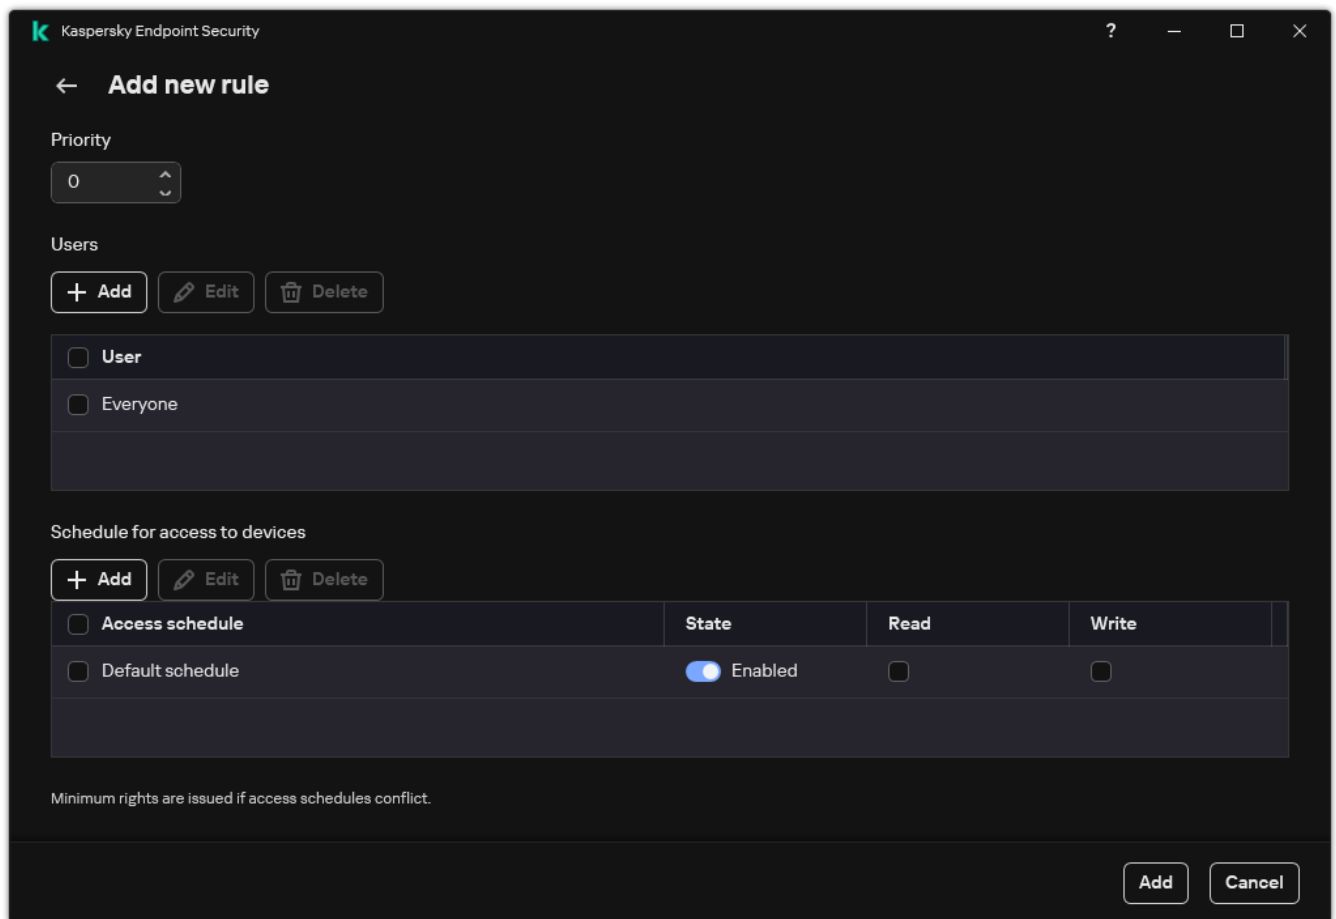 Kaspersky Endpoint Security ?
Add new rule
Priority
0
Users
Add Edit Delete
User
Everyone
Schedule for access to devices
Add Edit Delete
Access schedule State Read Write
Default schedule Enabled
Minimum rights are issued if access schedules conflict.
Add Cancel